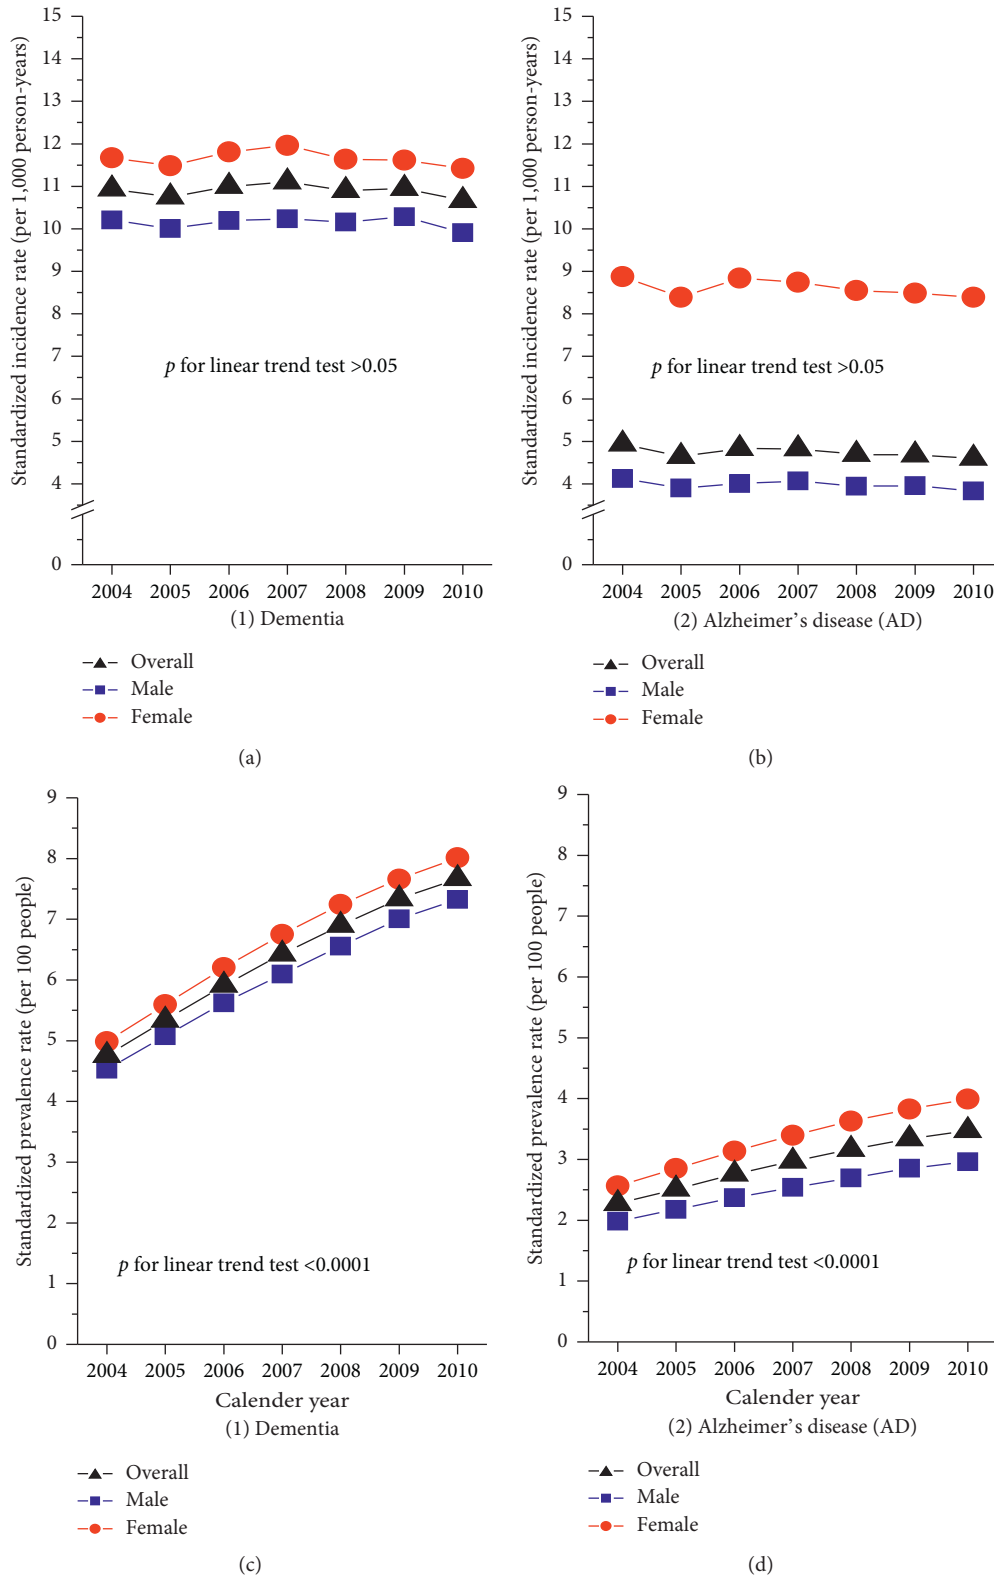 15
14
13
12
11
10
9
8
7
6
5
4
0
Standardized incidence rate (per 1,000 person-years)
p for linear trend test >0.05
2004 2005 2006 2007 2008 2009 2010
(1) Dementia
Overall
Male
Female
(a)
15
14
13
12
11
10
9
8
7
6
5
4
0
Standardized incidence rate (per 1,000 person-years)
p for linear trend test >0.05
2004 2005 2006 2007 2008 2009 2010
(2) Alzheimer's disease (AD)
Overall
Male
Female
(b)
9
8
7
6
5
4
3
2
1
0
Standardized prevalence rate (per 100 people)
p for linear trend test <0.0001
2004 2005 2006 2007 2008 2009 2010
Calender year
(1) Dementia
Overall
Male
Female
(c)
9
8
7
6
5
4
3
2
1
0
Standardized prevalence rate (per 100 people)
p for linear trend test <0.0001
2004 2005 2006 2007 2008 2009 2010
Calender year
(2) Alzheimer's disease (AD)
Overall
Male
Female
(d)